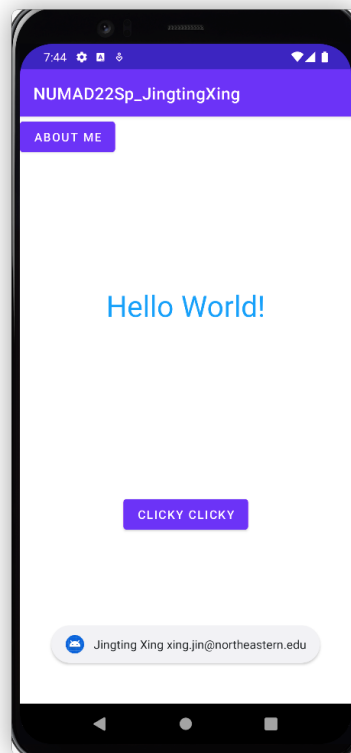 7:44
NUMAD22Sp_JingtingXing
ABOUT ME
Hello World!
CLICKY CLICKY
Jingting Xing xing.jin@northeastern.edu